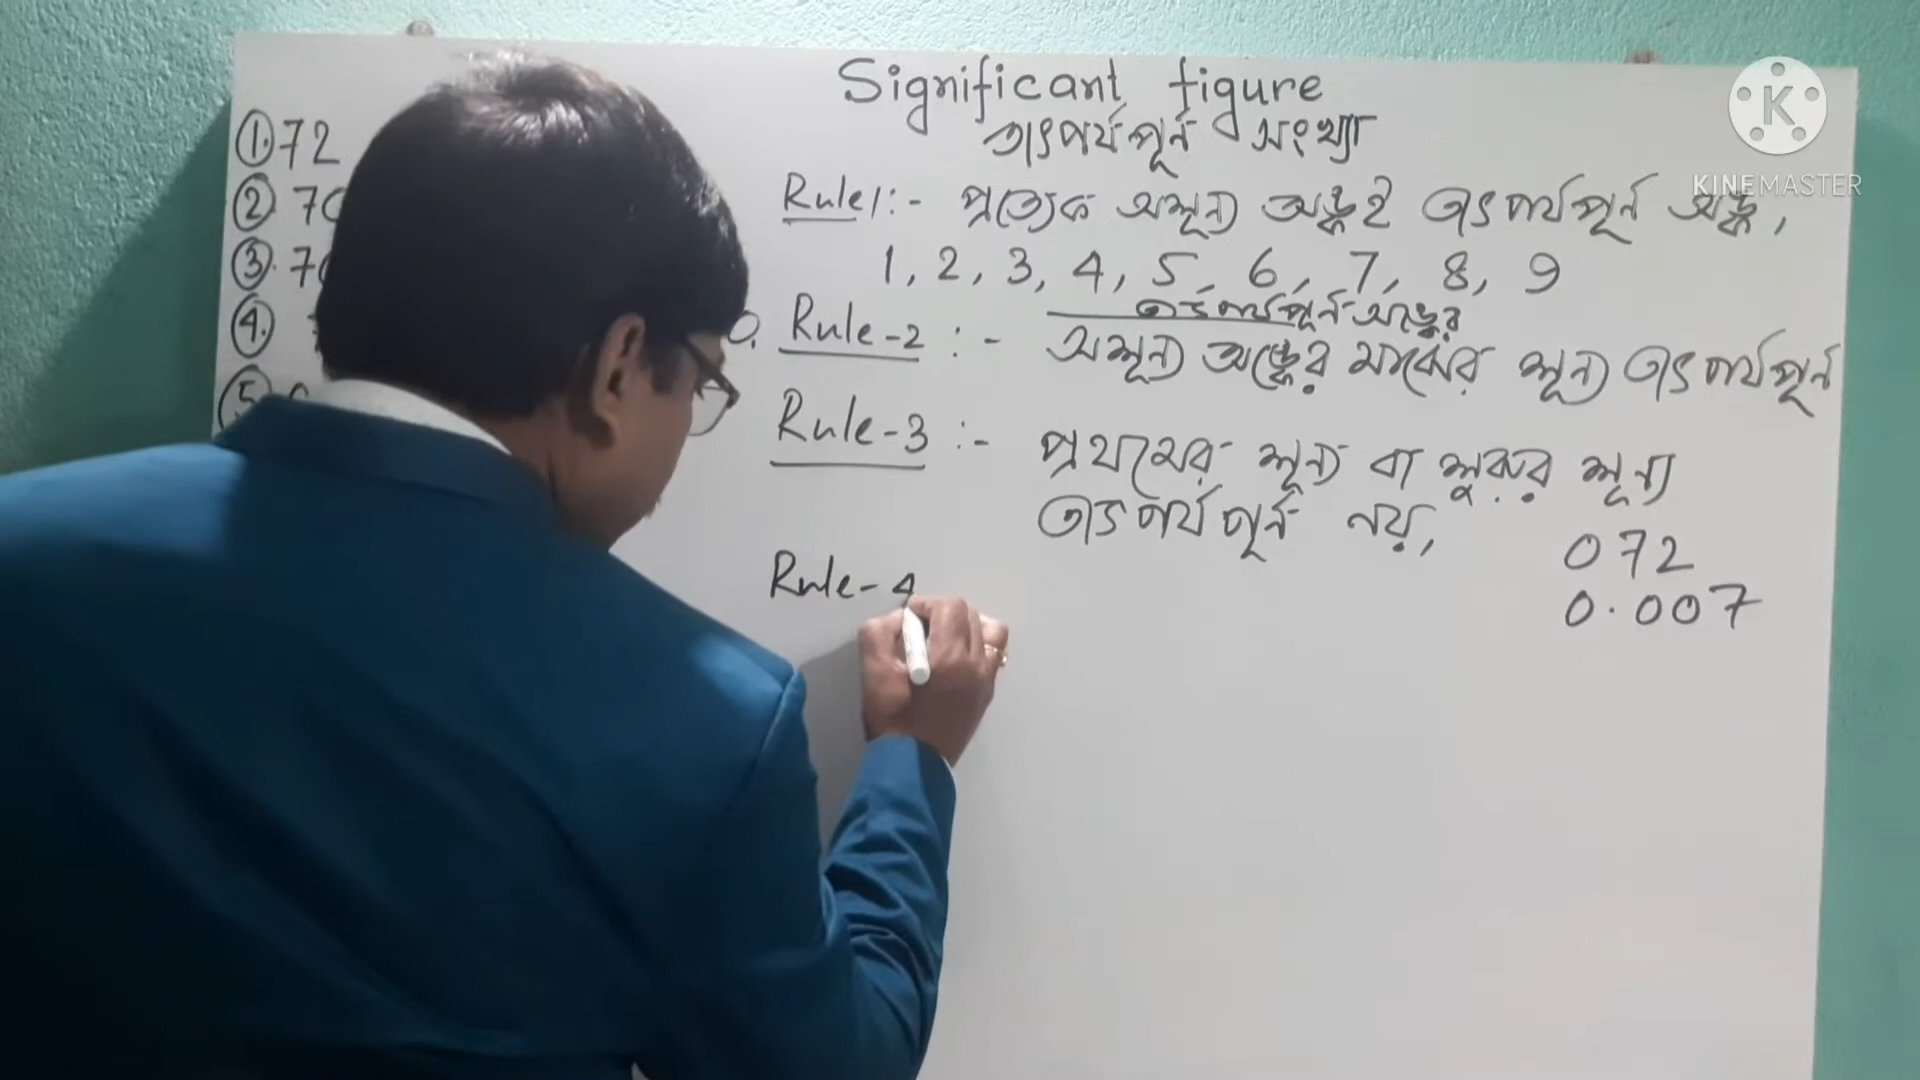 Significant figure
তাৎপর্যপূর্ন সংখ্যা
①.72
② 70
③. 70
④.
⑤
Rule1:- প্রত্যেক অশূন্য অঙ্কই তাৎপর্যপূর্ন অঙ্ক,
1, 2, 3, 4, 5, 6, 7, 8, 9
তাৎপর্যপূর্ন অঙ্কের
Rule-2 :- অশূন্য অঙ্কের মাঝের শূন্য তাৎপর্যপূর্ন
Rule-3 :- প্রথমের শূন্য বা শুরুর শূন্য
তাৎপর্যপূর্ন নয়,
072
0.007
Rule-4
KINEMASTER